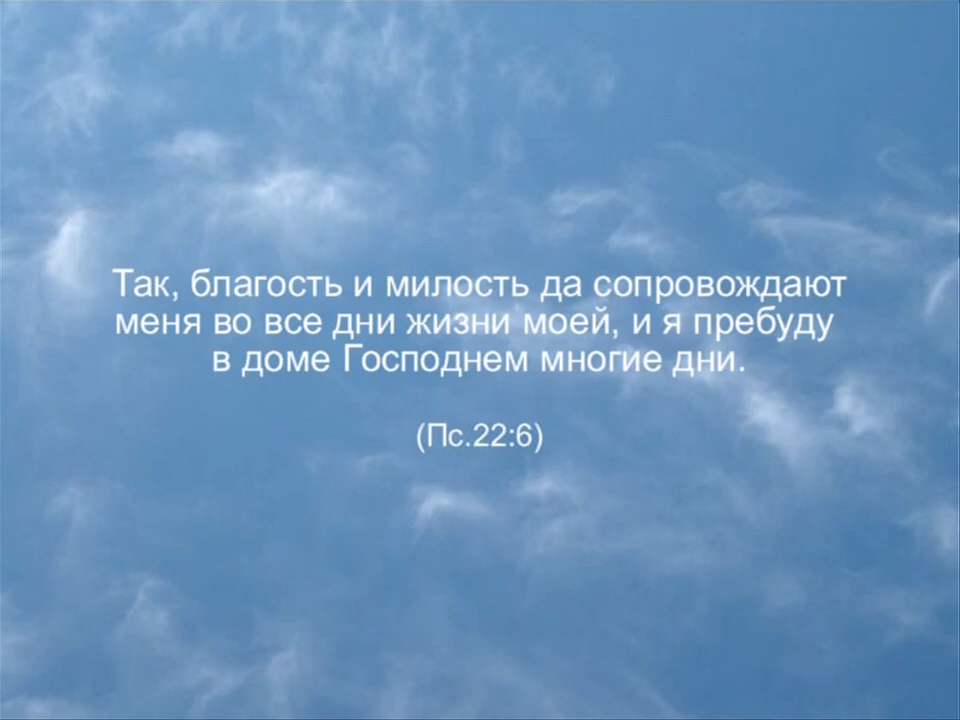 Так, благость и милость да сопровождают
меня во все дни жизни моей, и я пребуду
в доме Господнем многие дни.
(Пс.22:6)